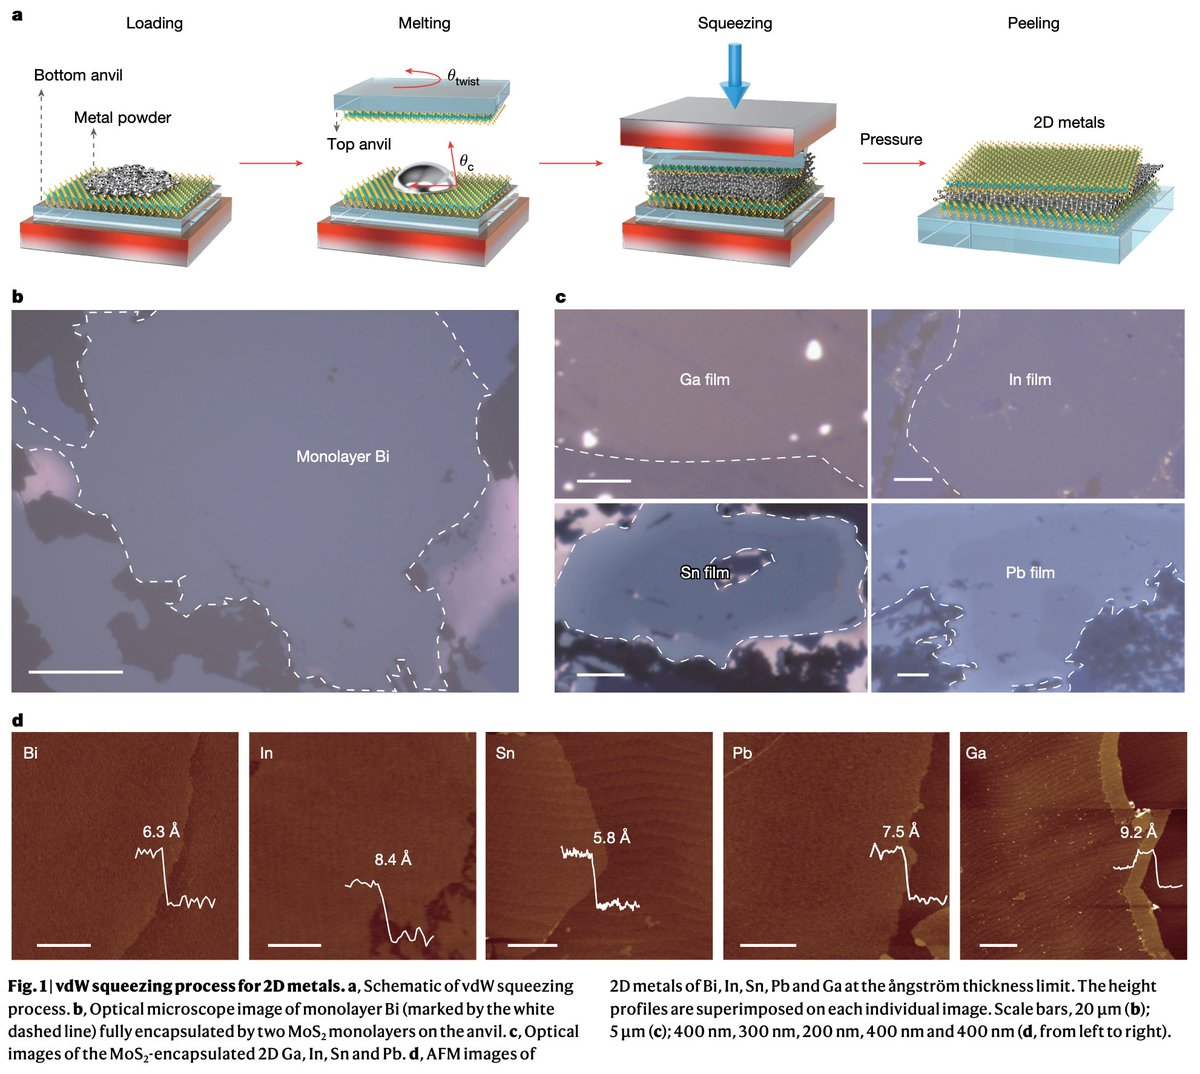 a
Loading
Melting
Squeezing
Peeling
Bottom anvil
Metal powder
θtwist
Top anvil
θc
Pressure
2D metals
b
Monolayer Bi
c
Ga film
In film
Sn film
Pb film
d
Bi
6.3 Å
In
8.4 Å
Sn
5.8 Å
Pb
7.5 Å
Ga
9.2 Å
Fig. 1 | vdW squeezing process for 2D metals. a, Schematic of vdW squeezing
process. b, Optical microscope image of monolayer Bi (marked by the white
dashed line) fully encapsulated by two MoS₂ monolayers on the anvil. c, Optical
images of the MoS₂-encapsulated 2D Ga, In, Sn and Pb. d, AFM images of
2D metals of Bi, In, Sn, Pb and Ga at the ångström thickness limit. The height
profiles are superimposed on each individual image. Scale bars, 20 μm (b);
5 μm (c); 400 nm, 300 nm, 200 nm, 400 nm and 400 nm (d, from left to right).